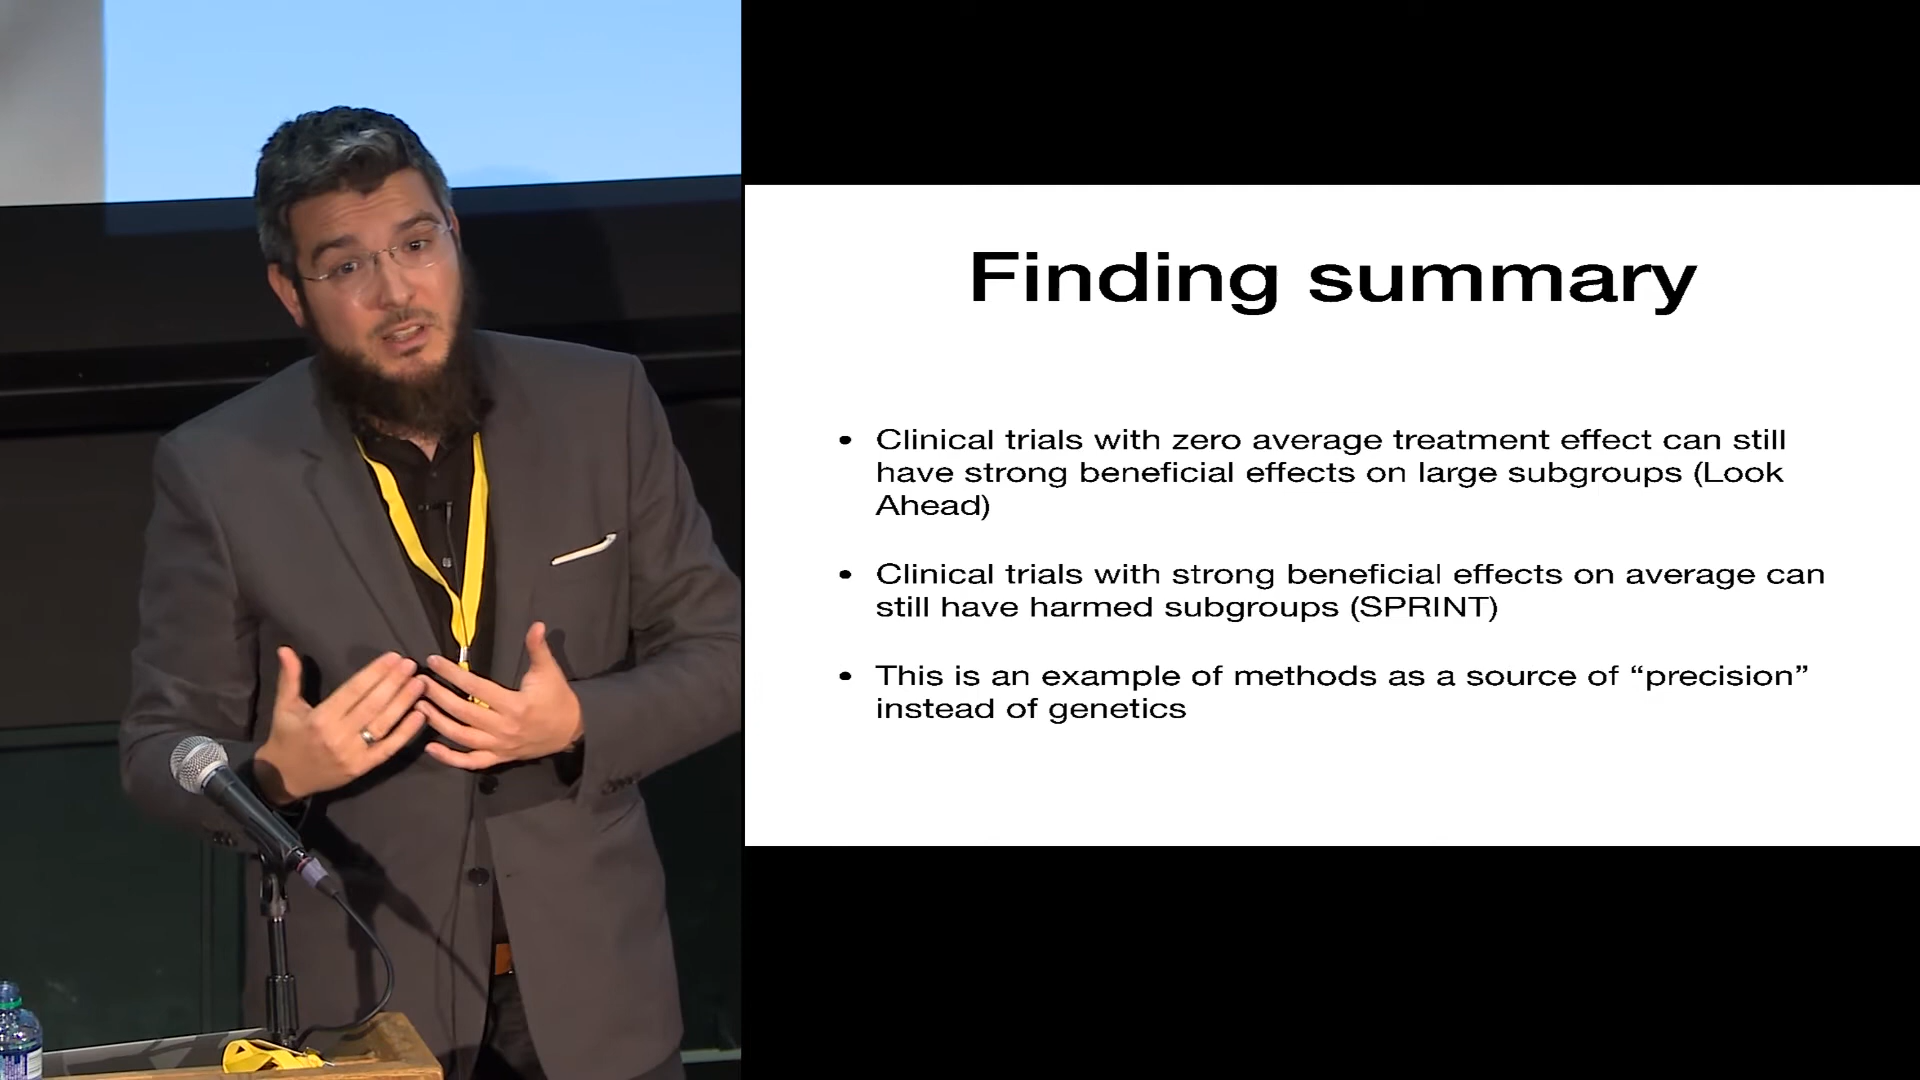 Finding summary
• Clinical trials with zero average treatment effect can still
have strong beneficial effects on large subgroups (Look
Ahead)
• Clinical trials with strong beneficial effects on average can
still have harmed subgroups (SPRINT)
• This is an example of methods as a source of “precision”
instead of genetics